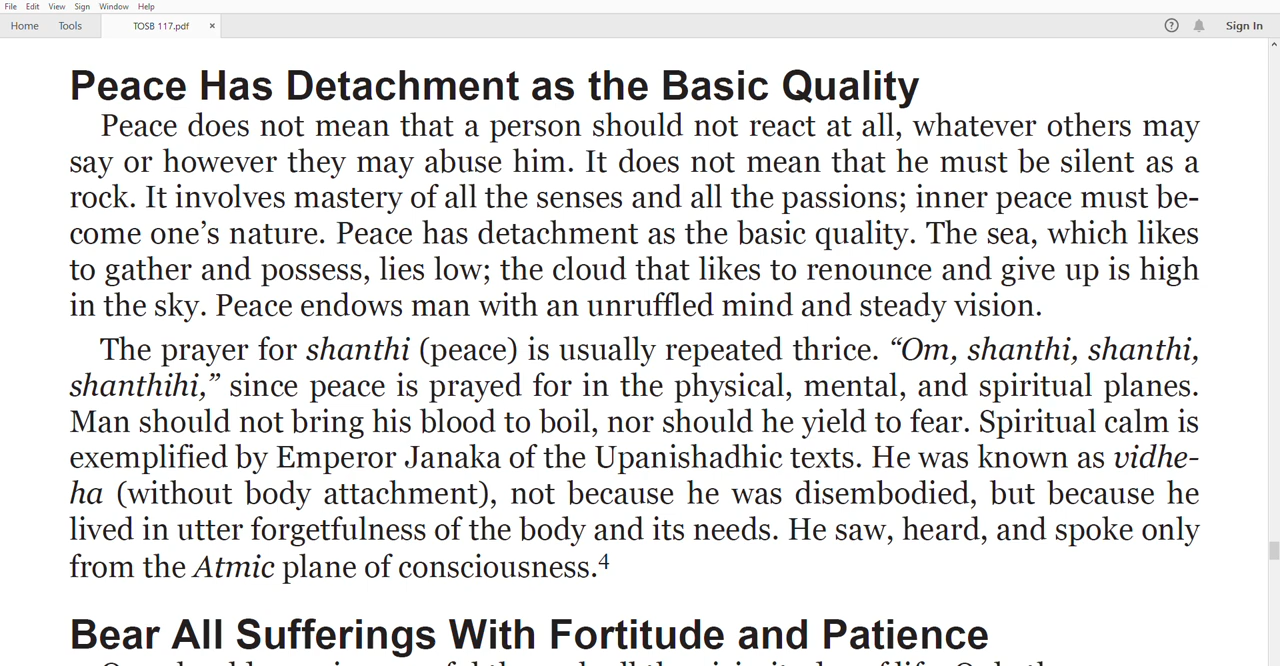 File Edit View Sign Window Help
Home Tools TOSB 117.pdf × ? Sign In
Peace Has Detachment as the Basic Quality
Peace does not mean that a person should not react at all, whatever others may
say or however they may abuse him. It does not mean that he must be silent as a
rock. It involves mastery of all the senses and all the passions; inner peace must be-
come one’s nature. Peace has detachment as the basic quality. The sea, which likes
to gather and possess, lies low; the cloud that likes to renounce and give up is high
in the sky. Peace endows man with an unruffled mind and steady vision.
The prayer for shanthi (peace) is usually repeated thrice. “Om, shanthi, shanthi,
shanthihi,” since peace is prayed for in the physical, mental, and spiritual planes.
Man should not bring his blood to boil, nor should he yield to fear. Spiritual calm is
exemplified by Emperor Janaka of the Upanishadhic texts. He was known as vidhe-
ha (without body attachment), not because he was disembodied, but because he
lived in utter forgetfulness of the body and its needs. He saw, heard, and spoke only
from the Atmic plane of consciousness.4
Bear All Sufferings With Fortitude and Patience